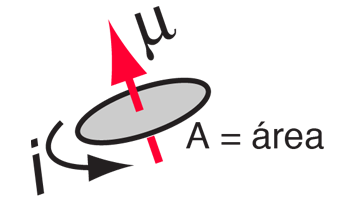 μ
A = área
i